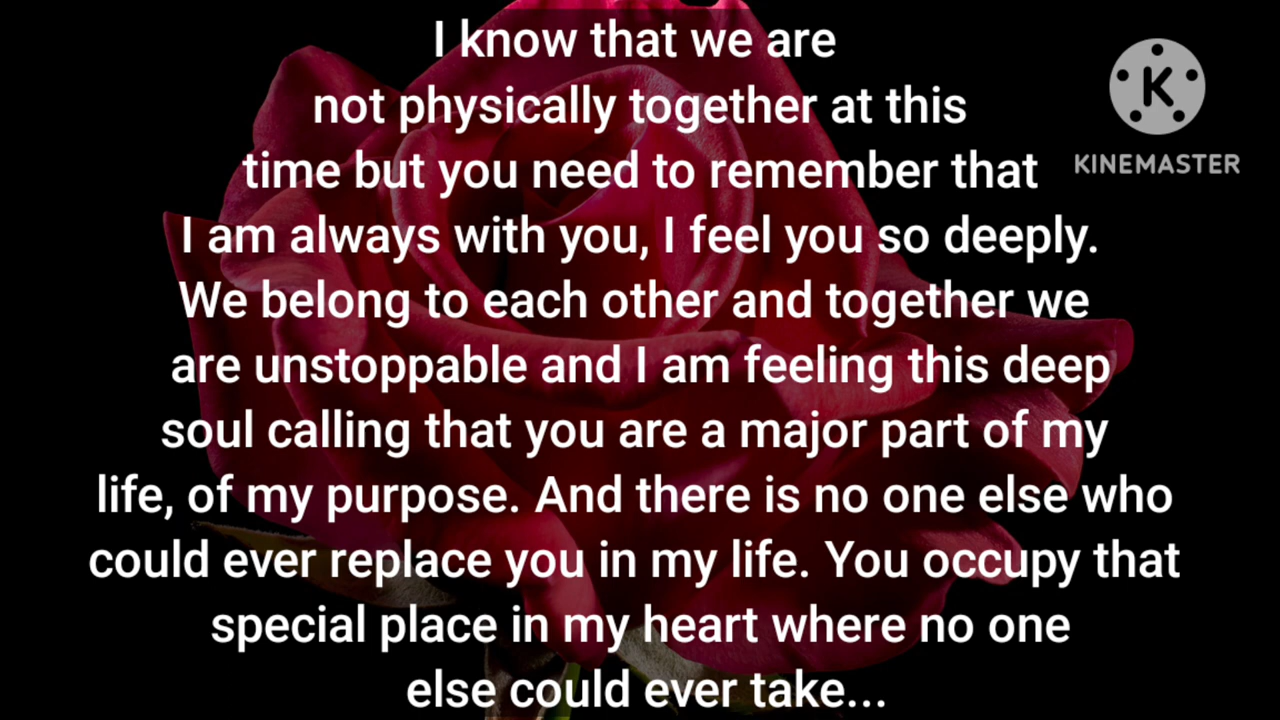 I know that we are
not physically together at this
time but you need to remember that
I am always with you, I feel you so deeply.
We belong to each other and together we
are unstoppable and I am feeling this deep
soul calling that you are a major part of my
life, of my purpose. And there is no one else who
could ever replace you in my life. You occupy that
special place in my heart where no one
else could ever take...
K
KINEMASTER